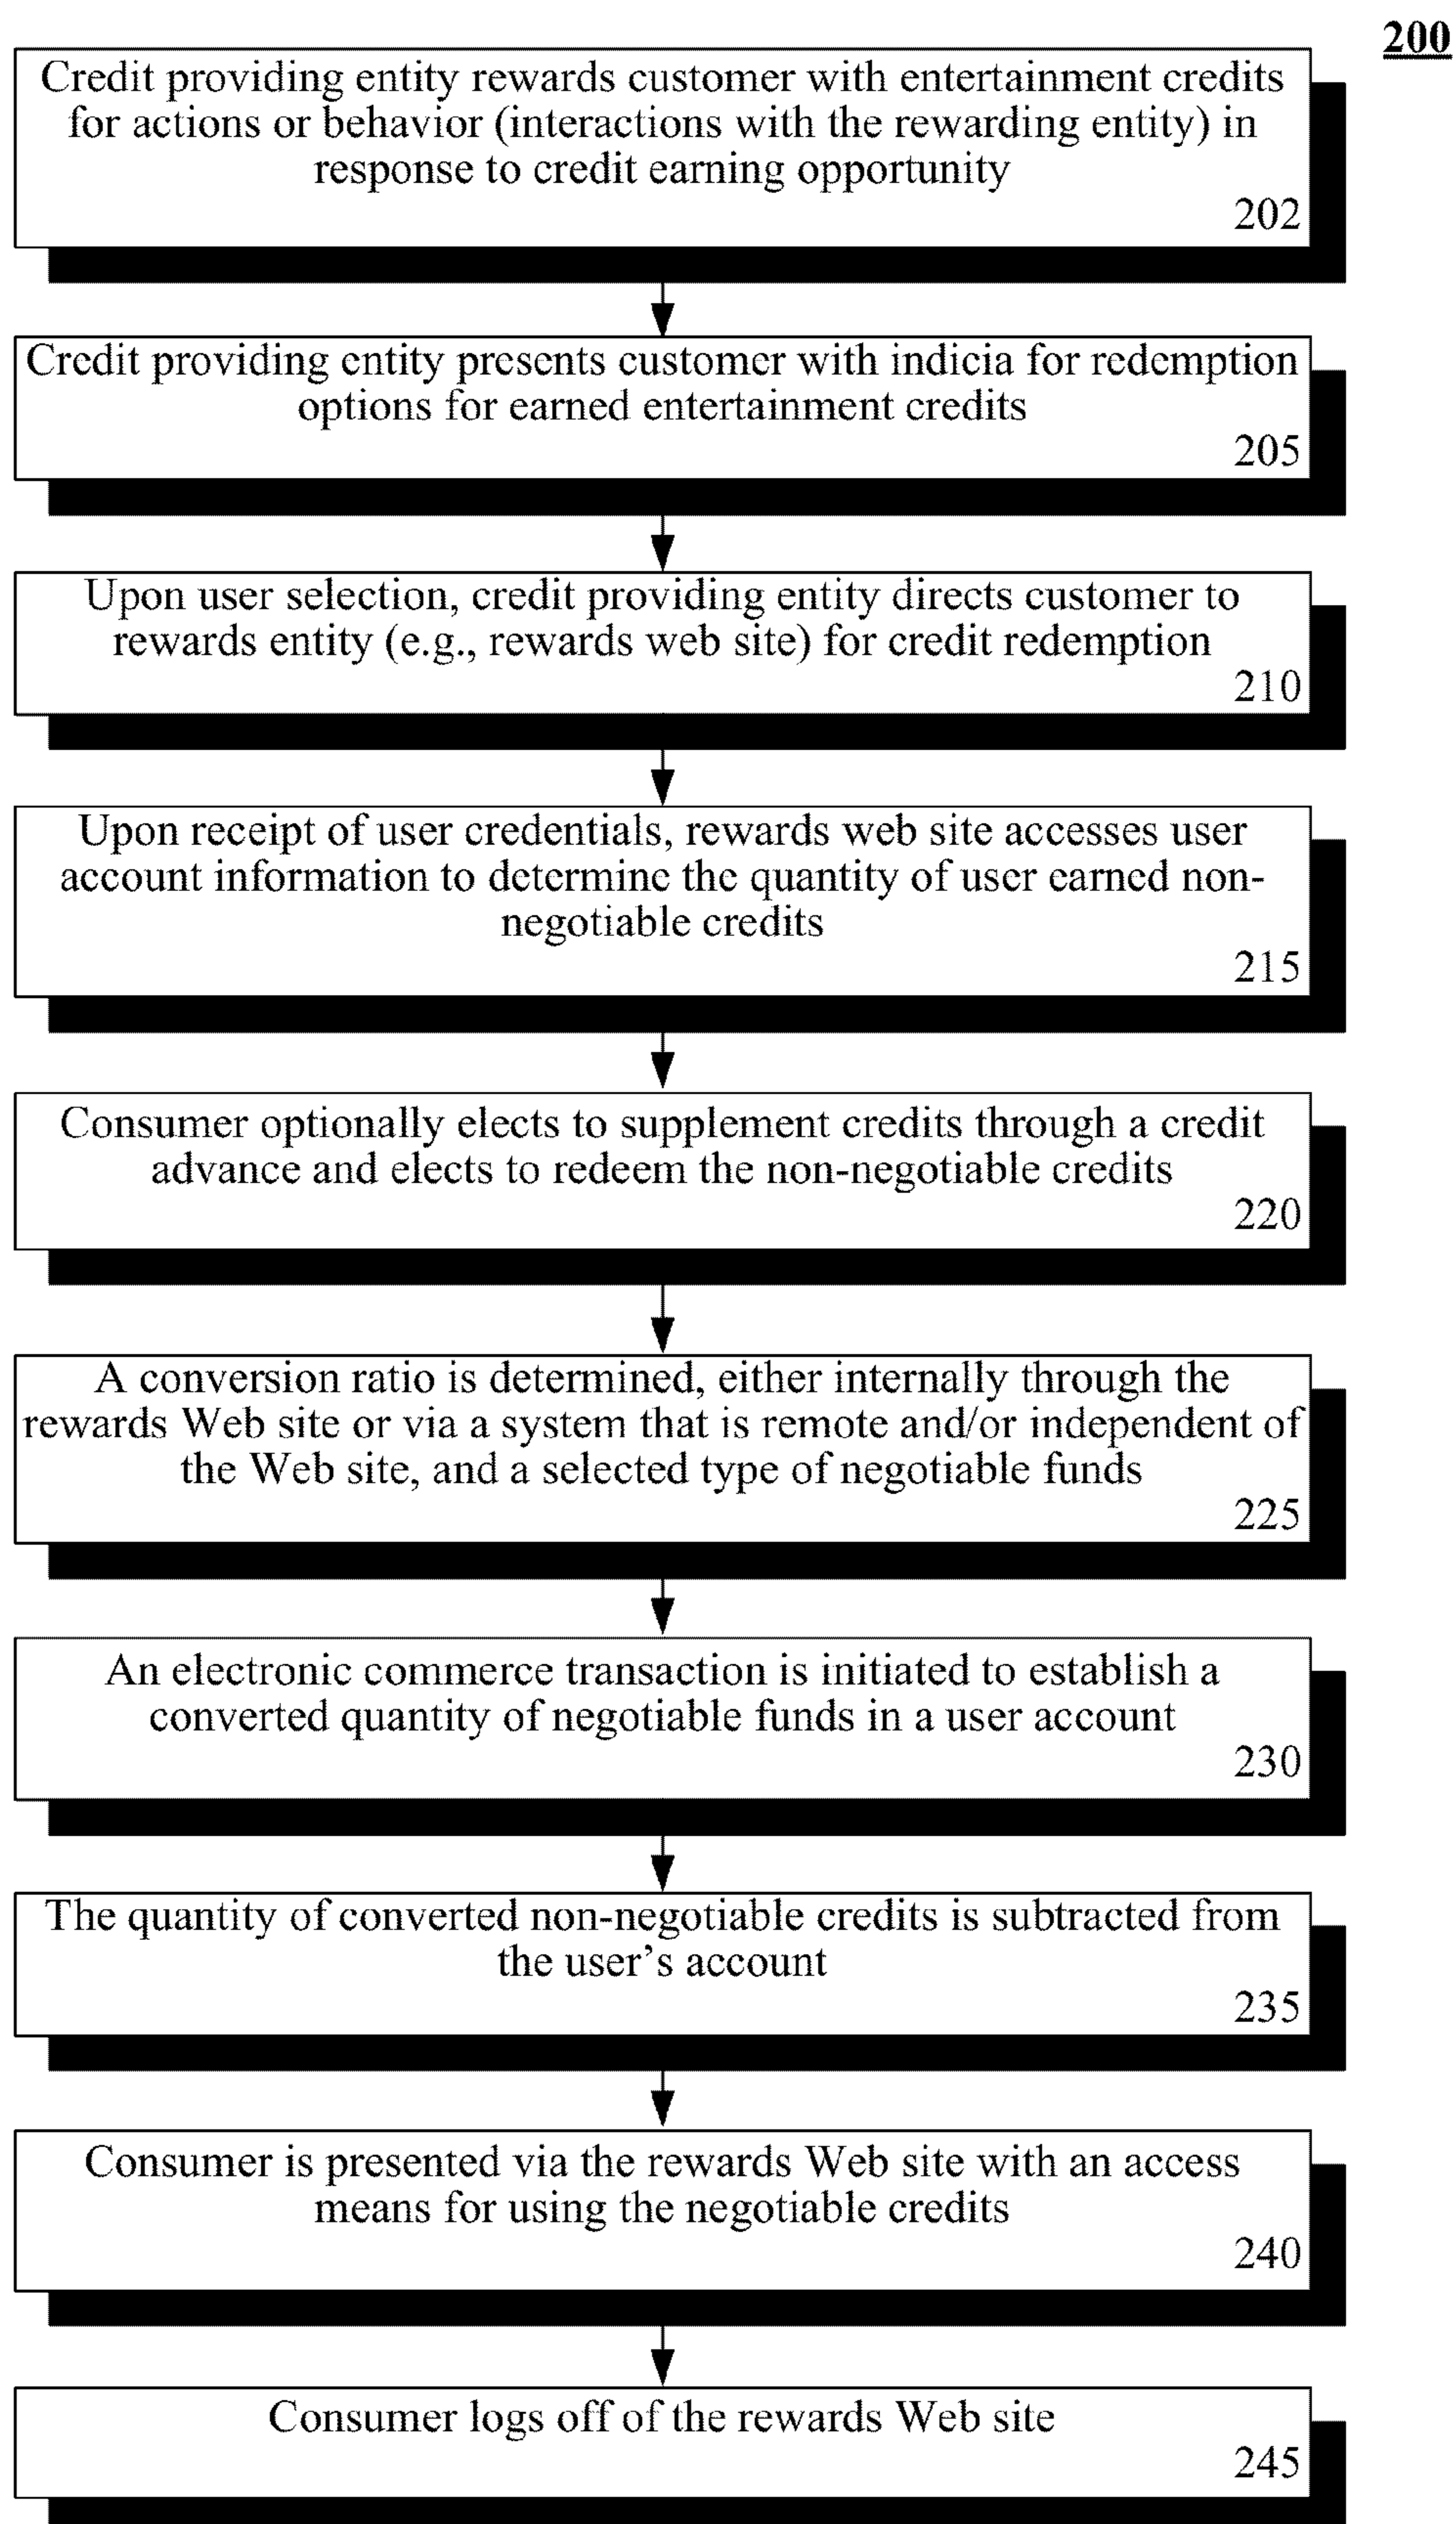 200
Credit providing entity rewards customer with entertainment credits
for actions or behavior (interactions with the rewarding entity) in
response to credit earning opportunity
202
Credit providing entity presents customer with indicia for redemption
options for earned entertainment credits
205
Upon user selection, credit providing entity directs customer to
rewards entity (e.g., rewards web site) for credit redemption
210
Upon receipt of user credentials, rewards web site accesses user
account information to determine the quantity of user earned non-
negotiable credits
215
Consumer optionally elects to supplement credits through a credit
advance and elects to redeem the non-negotiable credits
220
A conversion ratio is determined, either internally through the
rewards Web site or via a system that is remote and/or independent of
the Web site, and a selected type of negotiable funds
225
An electronic commerce transaction is initiated to establish a
converted quantity of negotiable funds in a user account
230
The quantity of converted non-negotiable credits is subtracted from
the user's account
235
Consumer is presented via the rewards Web site with an access
means for using the negotiable credits
240
Consumer logs off of the rewards Web site
245